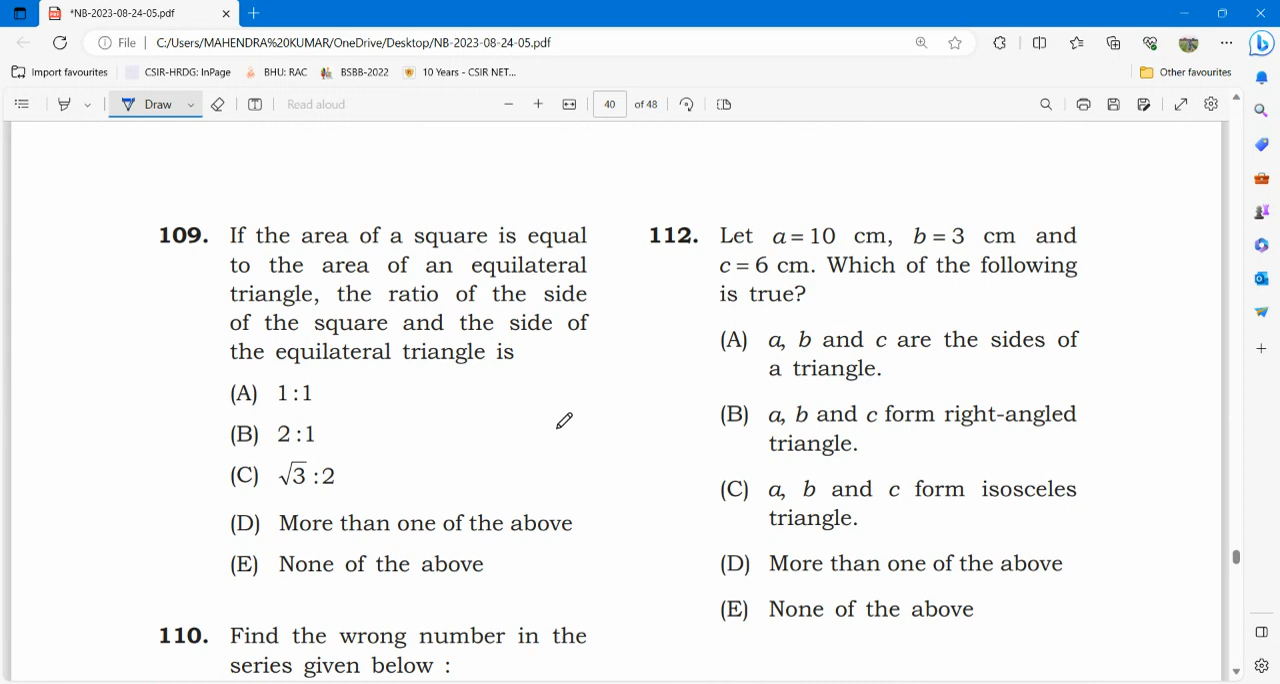 *NB-2023-08-24-05.pdf
File
C:/Users/MAHENDRA%20KUMAR/OneDrive/Desktop/NB-2023-08-24-05.pdf
Import favourites
CSIR-HRDG: InPage
BHU: RAC
BSBB-2022
10 Years - CSIR NET...
Other favourites
Draw
Read aloud
40
of 48
109. If the area of a square is equal
to the area of an equilateral
triangle, the ratio of the side
of the square and the side of
the equilateral triangle is
(A) 1:1
(B) 2:1
(C) √3:2
(D) More than one of the above
(E) None of the above
110. Find the wrong number in the
series given below :
112. Let a=10 cm, b=3 cm and
c=6 cm. Which of the following
is true?
(A) a, b and c are the sides of
a triangle.
(B) a, b and c form right-angled
triangle.
(C) a, b and c form isosceles
triangle.
(D) More than one of the above
(E) None of the above